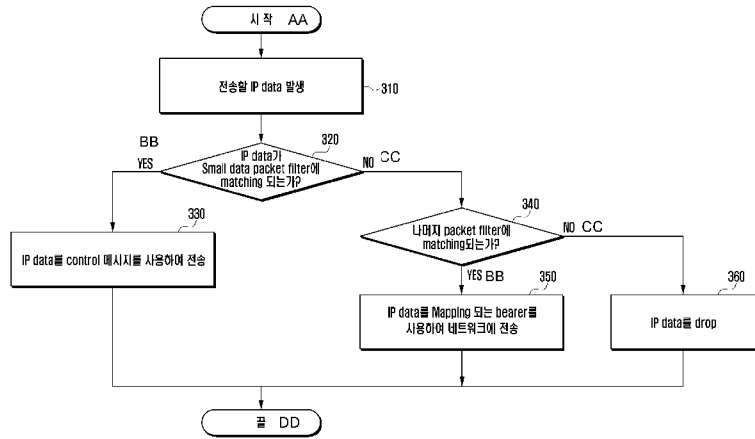 시 작 AA
전송할 IP data 발생
310
BB
YES
IP data가
Small data packet filter에
matching 되는가?
320
NO CC
330
IP data를 control 메시지를 사용하여 전송
340
나머지 packet filter에
matching되는가?
NO CC
YES BB
350
IP data를 Mapping 되는 bearer를
사용하여 네트워크에 전송
360
IP data를 drop
끝 DD